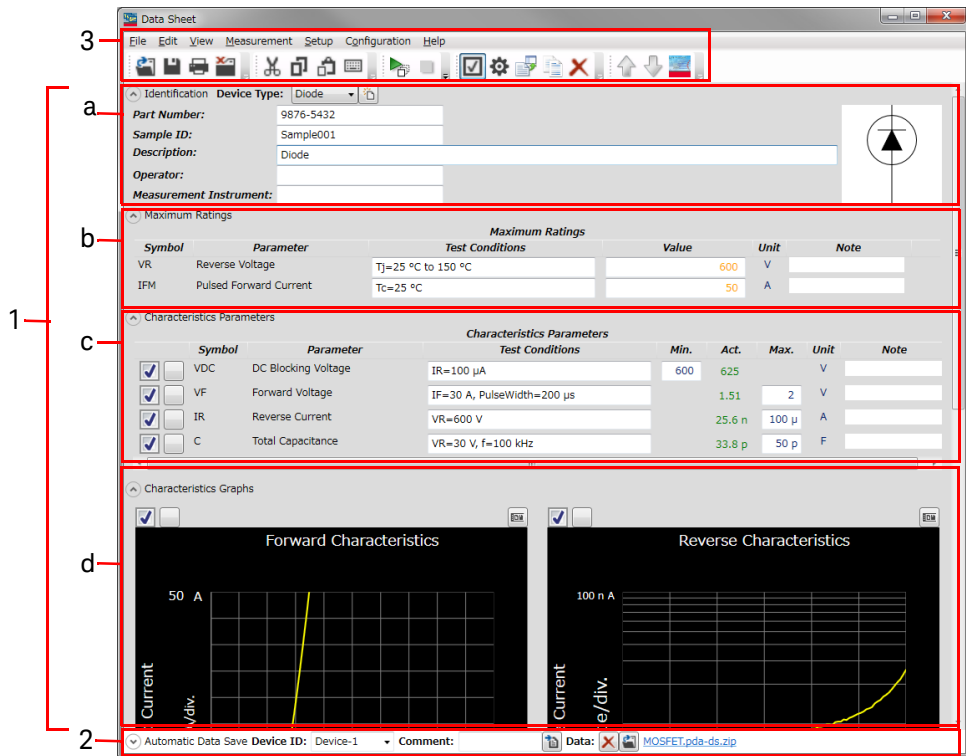 Data Sheet
3
File Edit View Measurement Setup Configuration Help
1
a
Identification Device Type: Diode
Part Number: 9876-5432
Sample ID: Sample001
Description: Diode
Operator:
Measurement Instrument:
b
Maximum Ratings
Maximum Ratings
Symbol Parameter Test Conditions Value Unit Note
VR Reverse Voltage Tj=25 ºC to 150 ºC 600 V
IFM Pulsed Forward Current Tc=25 ºC 50 A
c
Characteristics Parameters
Characteristics Parameters
Symbol Parameter Test Conditions Min. Act. Max. Unit Note
VDC DC Blocking Voltage IR=100 µA 600 625 V
VF Forward Voltage IF=30 A, PulseWidth=200 µs 1.51 2 V
IR Reverse Current VR=600 V 25.6 n 100 µ A
C Total Capacitance VR=30 V, f=100 kHz 33.8 p 50 p F
d
Characteristics Graphs
Forward Characteristics
50 A
Current
/div.
Reverse Characteristics
100 n A
Current
e/div.
2
Automatic Data Save Device ID: Device-1 Comment: Data: MOSFET.pda-ds.zip